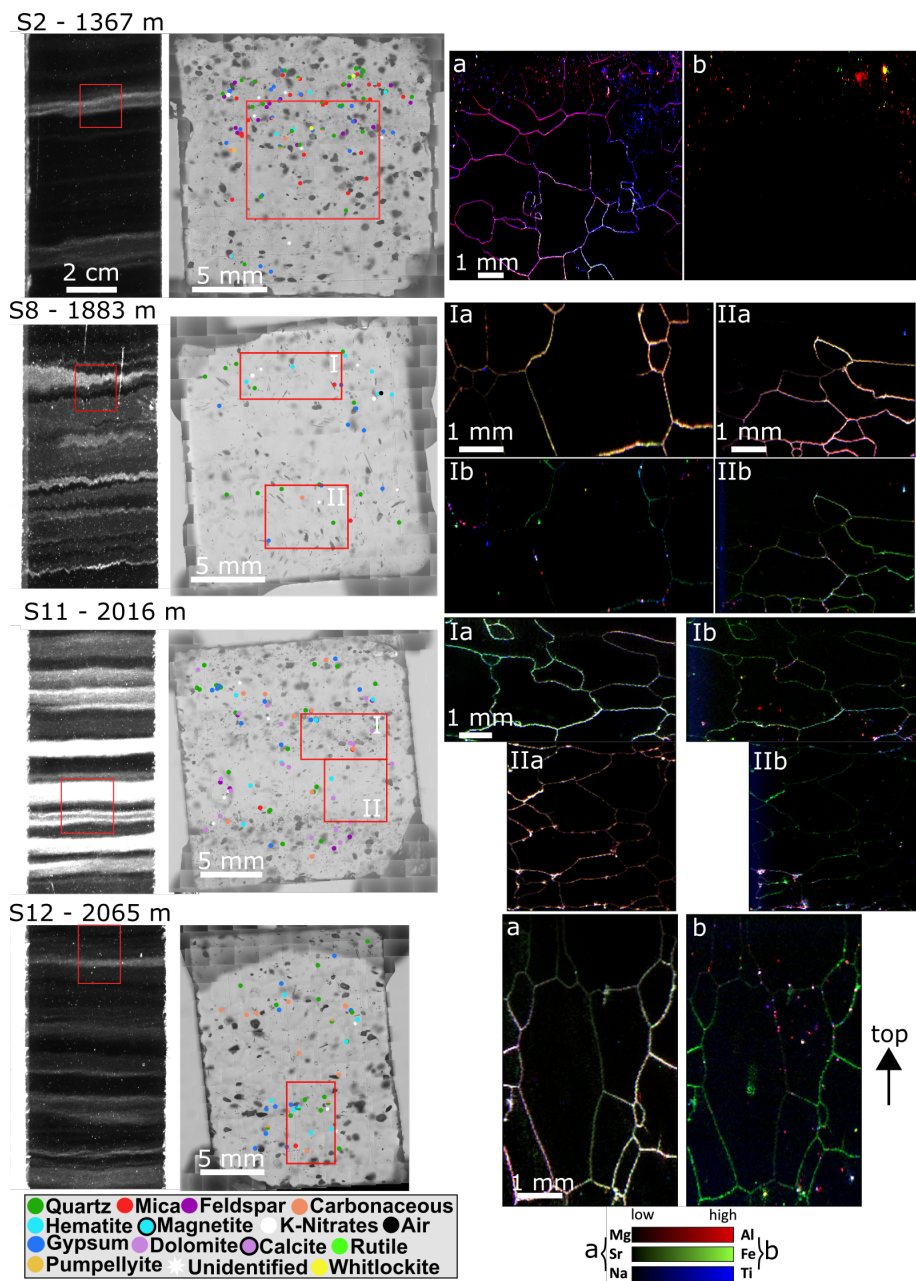 S2 - 1367 m
a
b
2 cm
5 mm
1 mm
S8 - 1883 m
Ia
IIa
I
1 mm
1 mm
Ib
IIb
II
5 mm
S11 - 2016 m
Ia
Ib
I
1 mm
IIa
IIb
II
5 mm
S12 - 2065 m
a
b
top
5 mm
1 mm
Quartz Mica Feldspar Carbonaceous
Hematite Magnetite K-Nitrates Air
Gypsum Dolomite Calcite Rutile
Pumpellyite Unidentified Whitlockite
low high
Mg Al
a{ Sr Fe }b
Na Ti